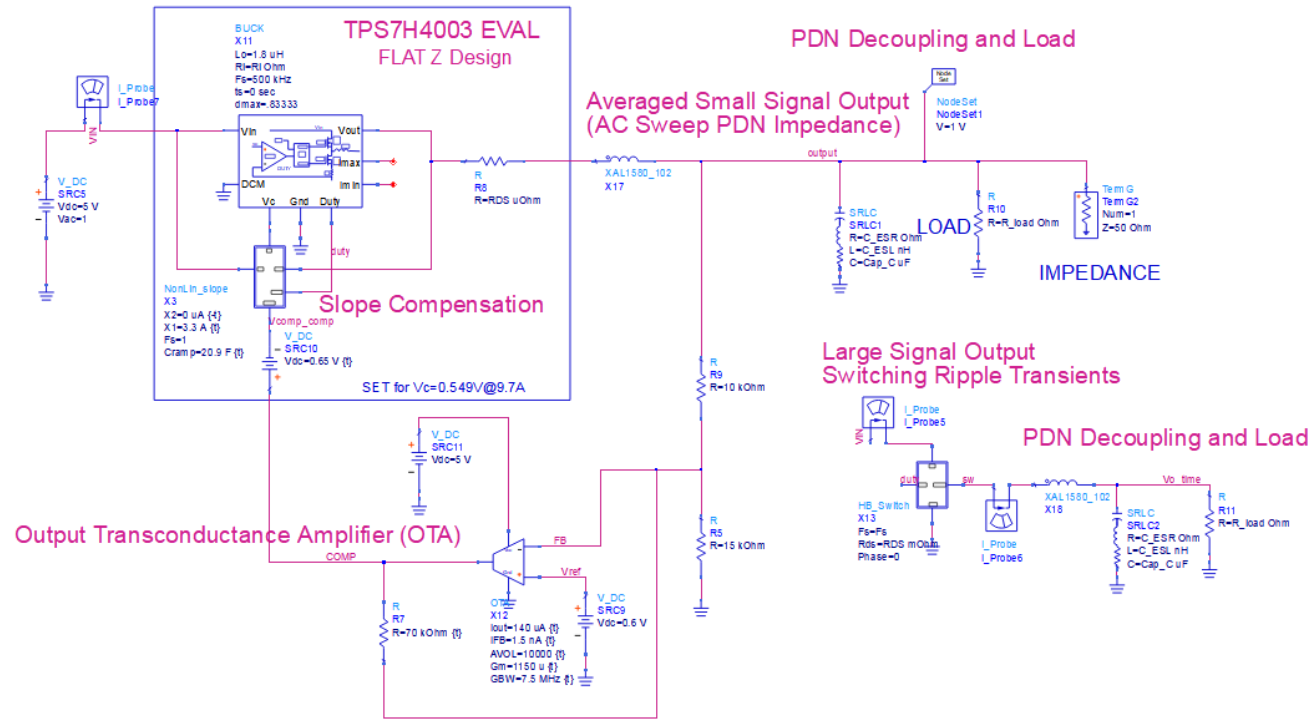 BUCK
X11
Lo=1.8 uH
Ri=RI Ohm
Fs=500 kHz
ts=0 sec
dmax=.83333
TPS7H4003 EVAL
FLAT Z Design
PDN Decoupling and Load
I_Probe
I_Probe7
VIN
V_DC
SRC5
Vdc=5 V
Vac=1
Vin
Vout
Imax
Imin
DCM
DUTY
Vc
Gnd
Duty
duty
Averaged Small Signal Output
(AC Sweep PDN Impedance)
R
R8
R=RDS uOhm
XAL1580_102
X17
output
Node
Set
NodeSet
NodeSet1
V=1 V
SRLC
SRLC1
R=C_ESR Ohm
L=C_ESL nH
C=Cap_C uF
LOAD
R
R10
R=R_load Ohm
TermG
TermG2
Num=1
Z=50 Ohm
IMPEDANCE
NonLin_slope
X3
X2=0 uA {-t}
X1=3.3 A {t}
Fs=1
Cramp=20.9 F {t}
Slope Compensation
Vcomp_comp
V_DC
SRC10
Vdc=0.65 V {t}
SET for Vc=0.549V@9.7A
R
R9
R=10 kOhm
Large Signal Output
Switching Ripple Transients
I_Probe
I_Probe5
VIN
PDN Decoupling and Load
V_DC
SRC11
Vdc=5 V
Output Transconductance Amplifier (OTA)
COMP
FB
Vref
R
R5
R=15 kOhm
duty
sw
HB_Switch
X13
Fs=Fs
Rds=RDS mOhm
Phase=0
I_Probe
I_Probe6
XAL1580_102
X18
Vo_time
SRLC
SRLC2
R=C_ESR Ohm
L=C_ESL nH
C=Cap_C uF
R
R11
R=R_load Ohm
R
R7
R=70 kOhm {t}
OTA
X12
Iout=140 uA {t}
IFB=1.5 nA {t}
AVOL=10000 {t}
Gm=1150 u {t}
GBW=7.5 MHz {t}
V_DC
SRC9
Vdc=0.6 V